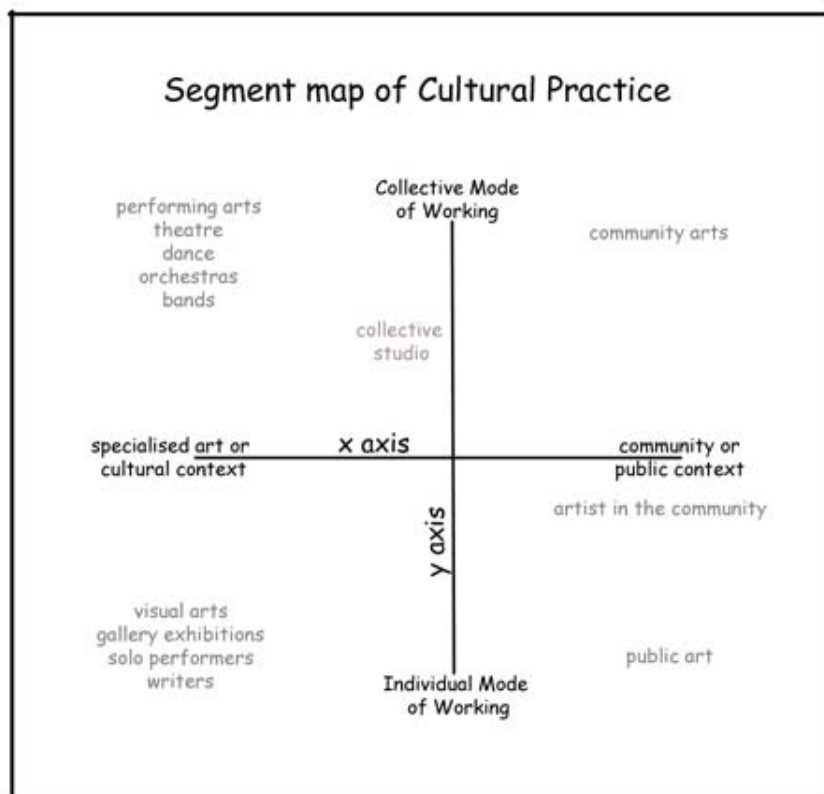 Segment map of Cultural Practice
Collective Mode
of Working
performing arts
theatre
dance
orchestras
bands
community arts
collective
studio
specialised art or
cultural context
x axis
community or
public context
artist in the community
y axis
visual arts
gallery exhibitions
solo performers
writers
public art
Individual Mode
of Working